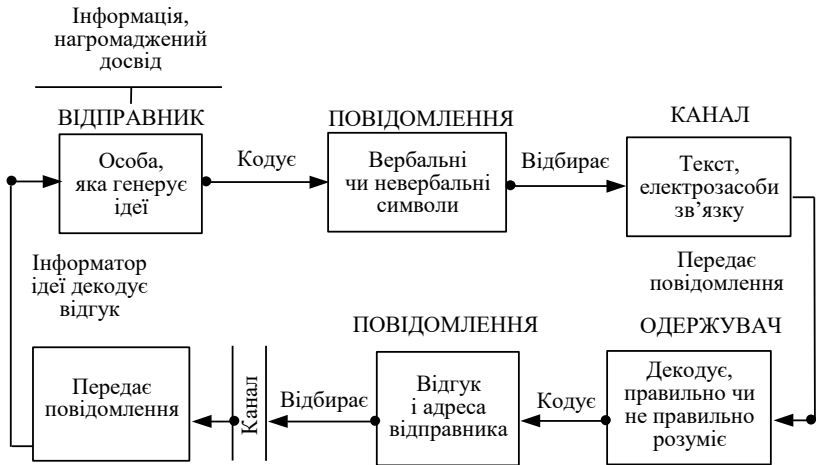 Інформація,
нагромаджений
досвід
ВІДПРАВНИК
ПОВІДОМЛЕННЯ
КАНАЛ
Особа,
яка генерує
ідеї
Кодує
Вербальні
чи невербальні
символи
Відбирає
Текст,
електрозасоби
зв’язку
Інформатор
ідеї декодує
відгук
Передає
повідомлення
ПОВІДОМЛЕННЯ
ОДЕРЖУВАЧ
Передає
повідомлення
Канал
Відбирає
Відгук
і адреса
відправника
Кодує
Декодує,
правильно чи
не правильно
розуміє